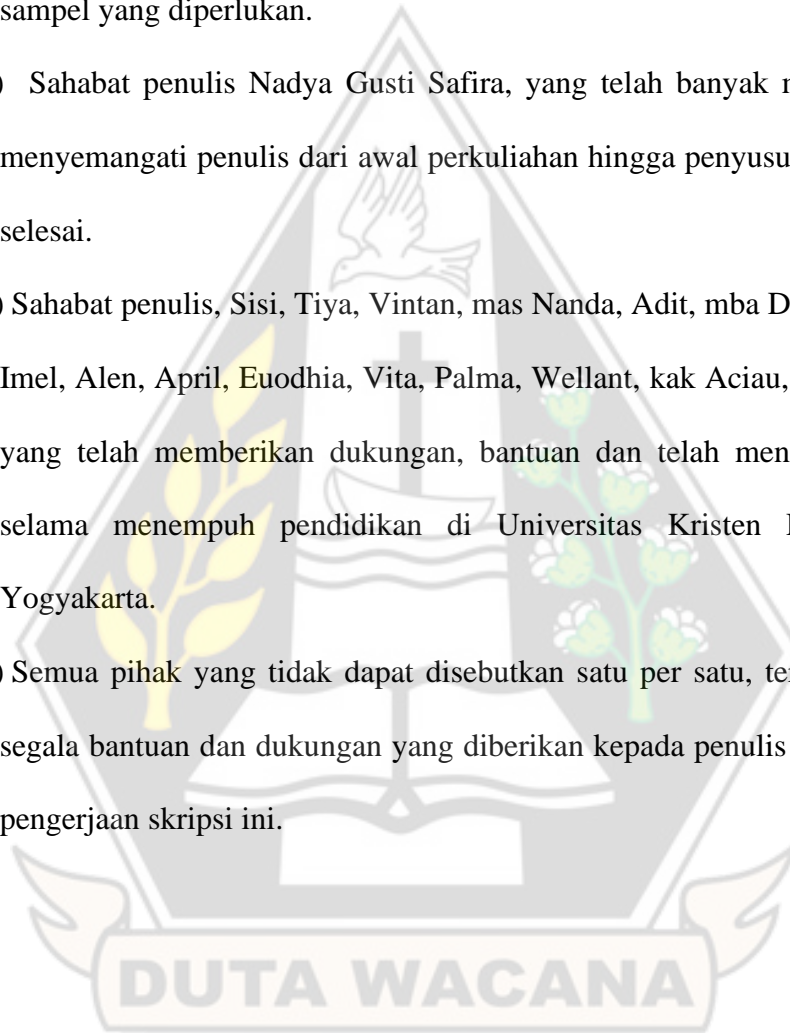 sampel yang diperlukan.
) Sahabat penulis Nadya Gusti Safira, yang telah banyak
menyemangati penulis dari awal perkuliahan hingga
selesai.
) Sahabat penulis, Sisi, Tiya, Vintan, mas Nanda, Adit, mba
Imel, Alen, April, Euodhia, Vita, Palma, Wellant, kak Aciau,
yang telah memberikan dukungan, bantuan dan telah
selama menempuh pendidikan di Universitas Kristen
Yogyakarta.
) Semua pihak yang tidak dapat disebutkan satu per satu,
segala bantuan dan dukungan yang diberikan kepada penulis
pengerjaan skripsi ini.
DUTA WACANA